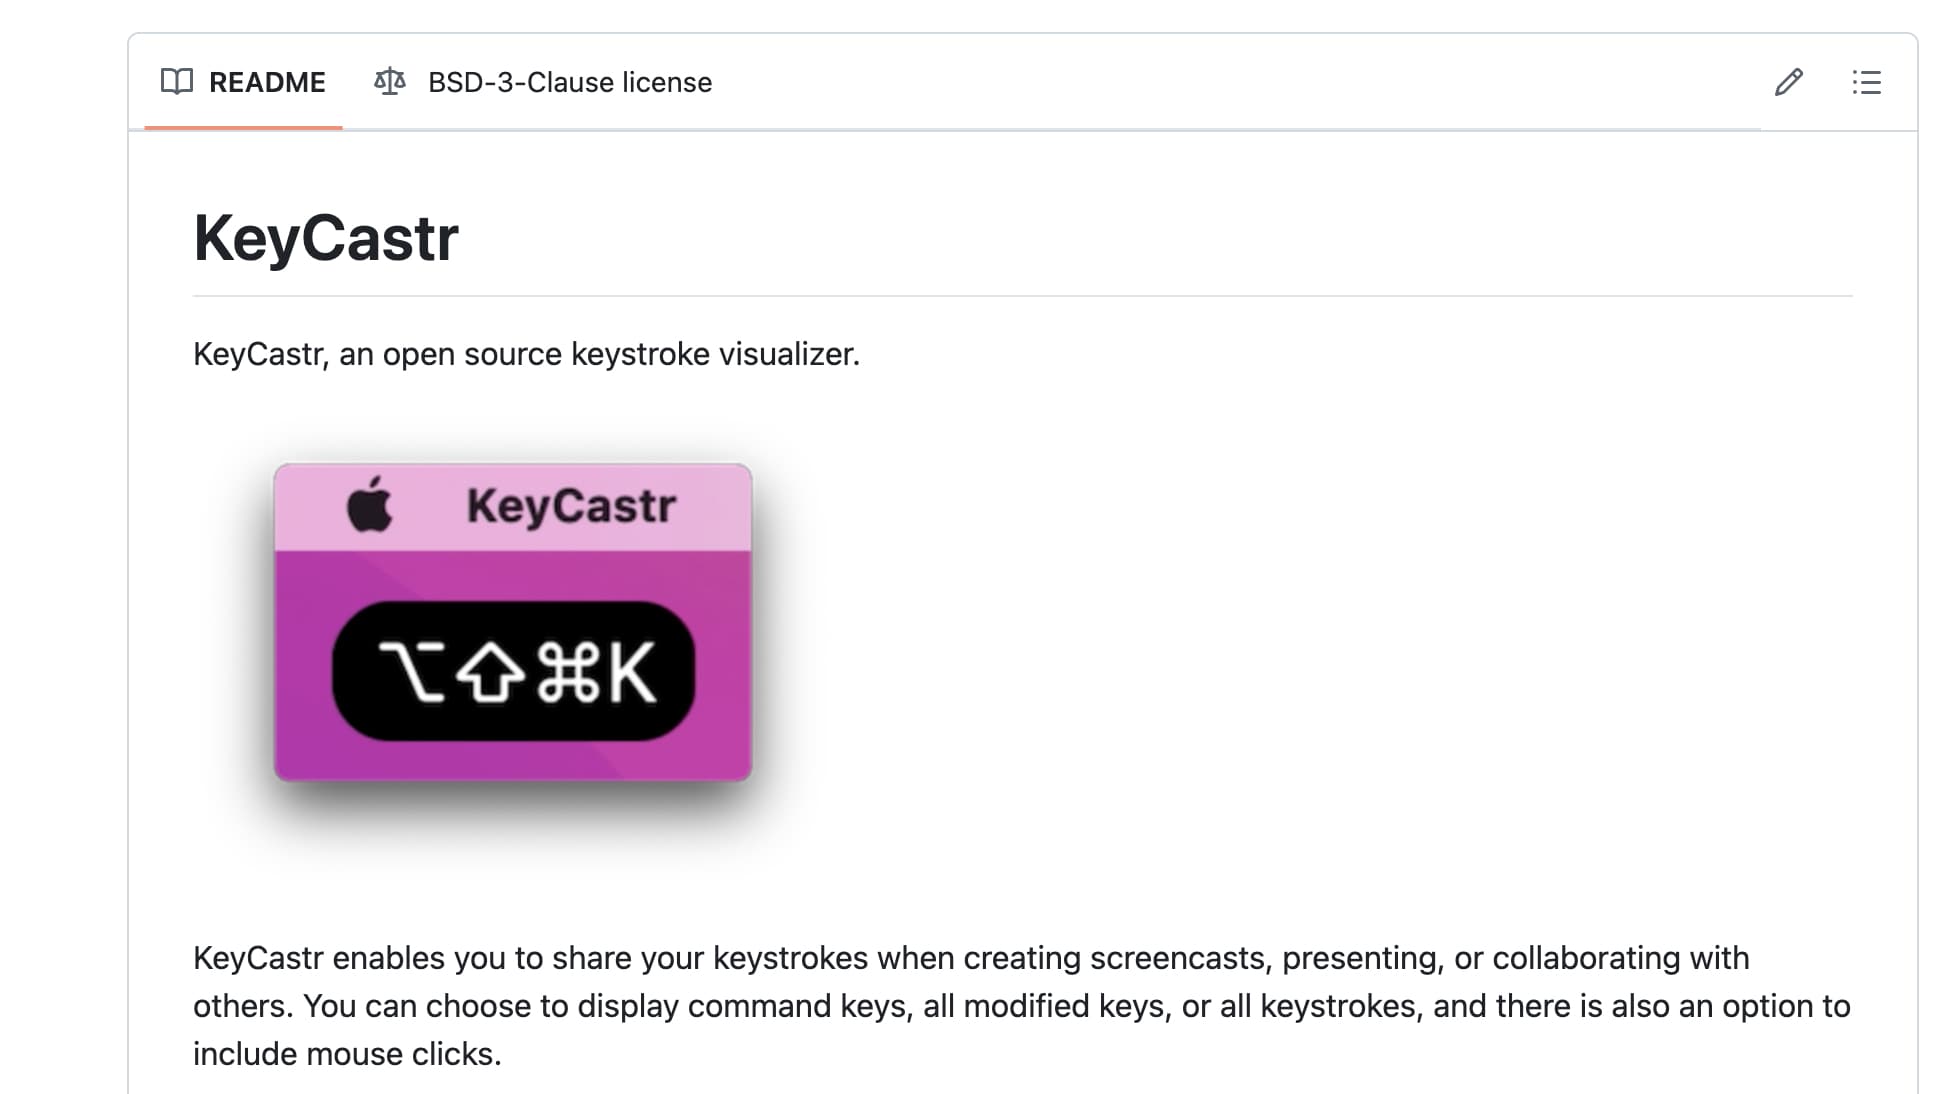 README
BSD-3-Clause license
KeyCastr
KeyCastr, an open source keystroke visualizer.
KeyCastr
⌥⇧⌘K
KeyCastr enables you to share your keystrokes when creating screencasts, presenting, or collaborating with
others. You can choose to display command keys, all modified keys, or all keystrokes, and there is also an option to
include mouse clicks.